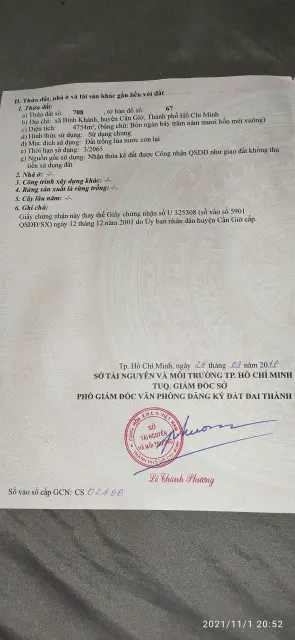 II. Thửa đất, nhà ở và tài sản khác gắn liền với đất
1. Thửa đất:
a) Thửa đất số: 708 , tờ bản đồ số: 67
b) Địa chỉ: xã Bình Khánh, huyện Cần Giờ, Thành phố Hồ Chí Minh
c) Diện tích: 4754m², (bằng chữ: Bốn ngàn bảy trăm năm mươi bốn mét vuông)
d) Hình thức sử dụng: Sử dụng chung
đ) Mục đích sử dụng: Đất trồng lúa nước còn lại
e) Thời hạn sử dụng: 3/2065
g) Nguồn gốc sử dụng: Nhận thừa kế đất được Công nhận QSDĐ như giao đất không thu
tiền sử dụng đất
2. Nhà ở: -/-.
3. Công trình xây dựng khác: -/-.
4. Rừng sản xuất là rừng trồng: -/-.
5. Cây lâu năm: -/-.
6. Ghi chú:
Giấy chứng nhận này thay thế Giấy chứng nhận số U 325308 (số vào sổ 5901
QSDĐ/SX) ngày 12 tháng 12 năm 2001 do Ủy ban nhân dân huyện Cần Giờ cấp.
Tp. Hồ Chí Minh, ngày tháng năm
SỞ TÀI NGUYÊN VÀ MÔI TRƯỜNG TP. HỒ CHÍ MINH
TUQ. GIÁM ĐỐC SỞ
PHÓ GIÁM ĐỐC VĂN PHÒNG ĐĂNG KÝ ĐẤT ĐAI THÀNH
SỞ
TÀI NGUYÊN
VÀ MÔI TRƯỜNG
Lê Thành Phương
Số vào sổ cấp GCN: CS
2021/11/1 20:52